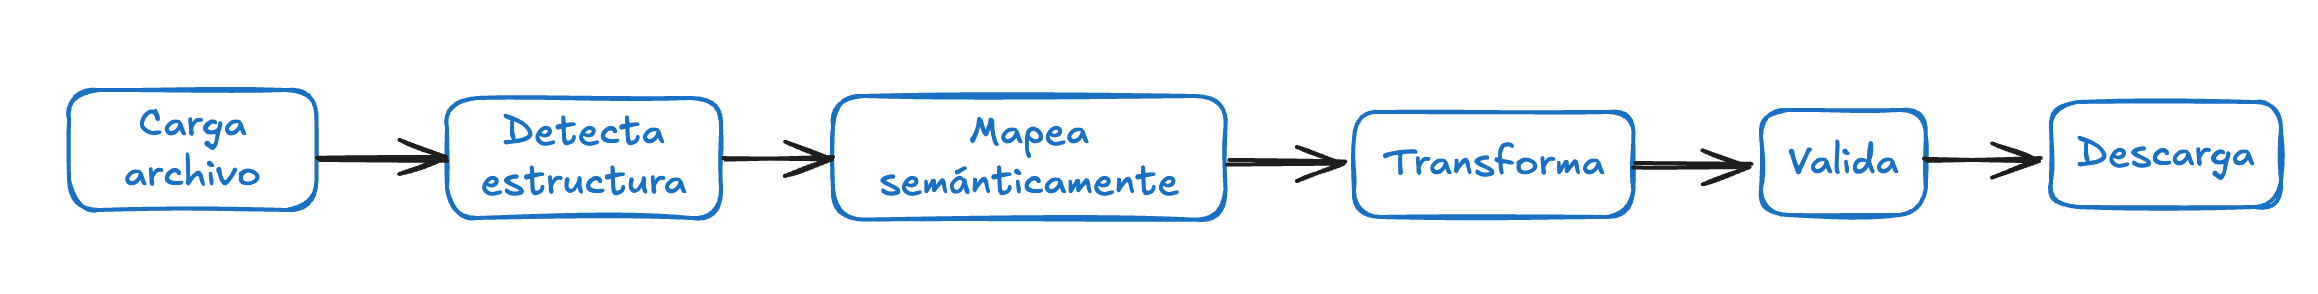 Carga
archivo
Detecta
estructura
Mapea
semánticamente
Transforma
Valida
Descarga